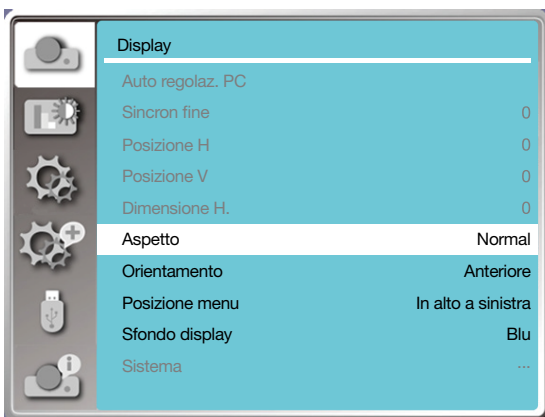 Display
Auto regolaz. PC
Sincron fine 0
Posizione H 0
Posizione V 0
Dimensione H. 0
Aspetto Normal
Orientamento Anteriore
Posizione menu In alto a sinistra
Sfondo display Blu
Sistema ...